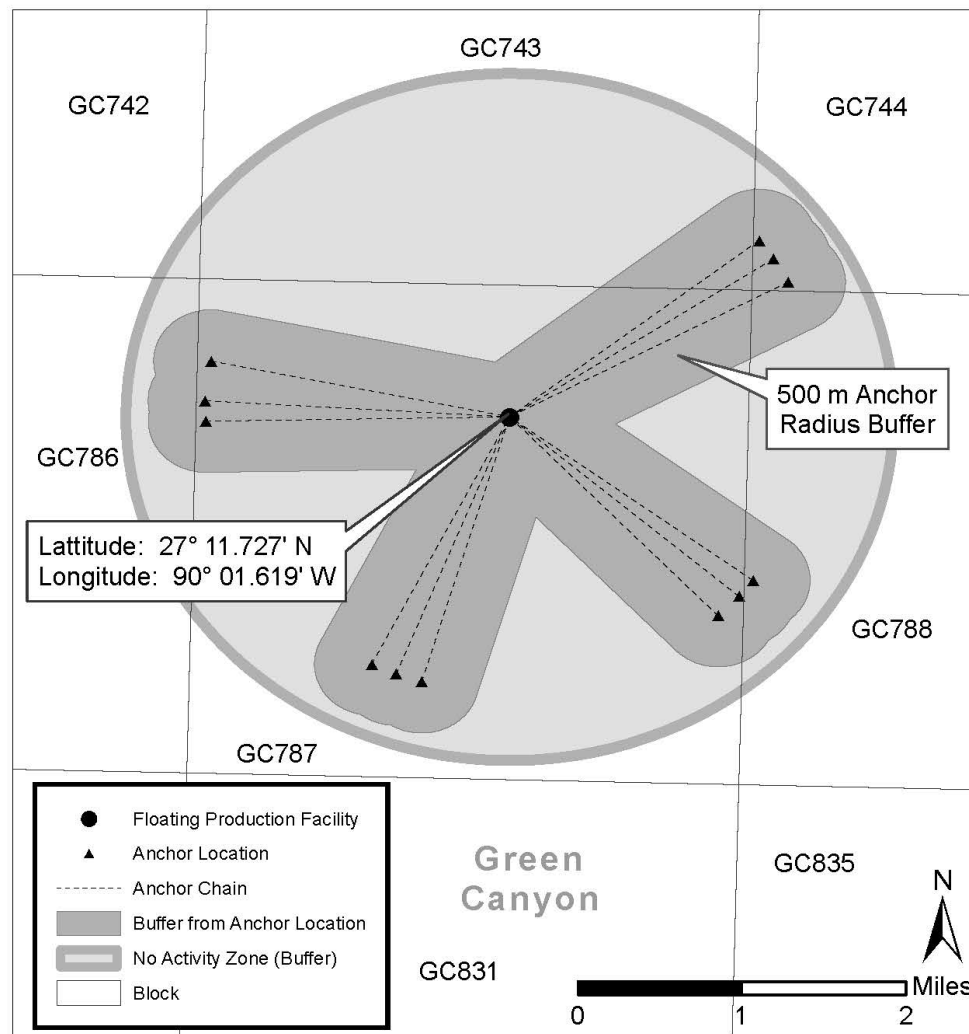 GC743
GC742
GC744
500 m Anchor
Radius Buffer
GC786
Lattitude: 27° 11.727' N
Longitude: 90° 01.619' W
GC788
GC787
Floating Production Facility
Anchor Location
Anchor Chain
Buffer from Anchor Location
No Activity Zone (Buffer)
Block
Green
Canyon
GC835
GC831
N
Miles
0 1 2